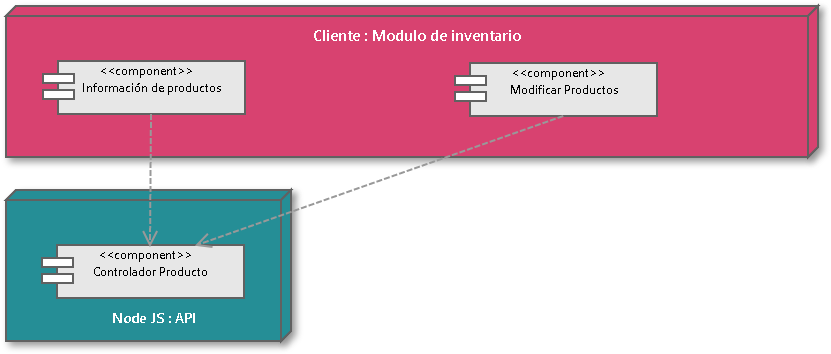 Cliente : Modulo de inventario
<<component>>
Información de productos
<<component>>
Modificar Productos
<<component>>
Controlador Producto
Node JS : API